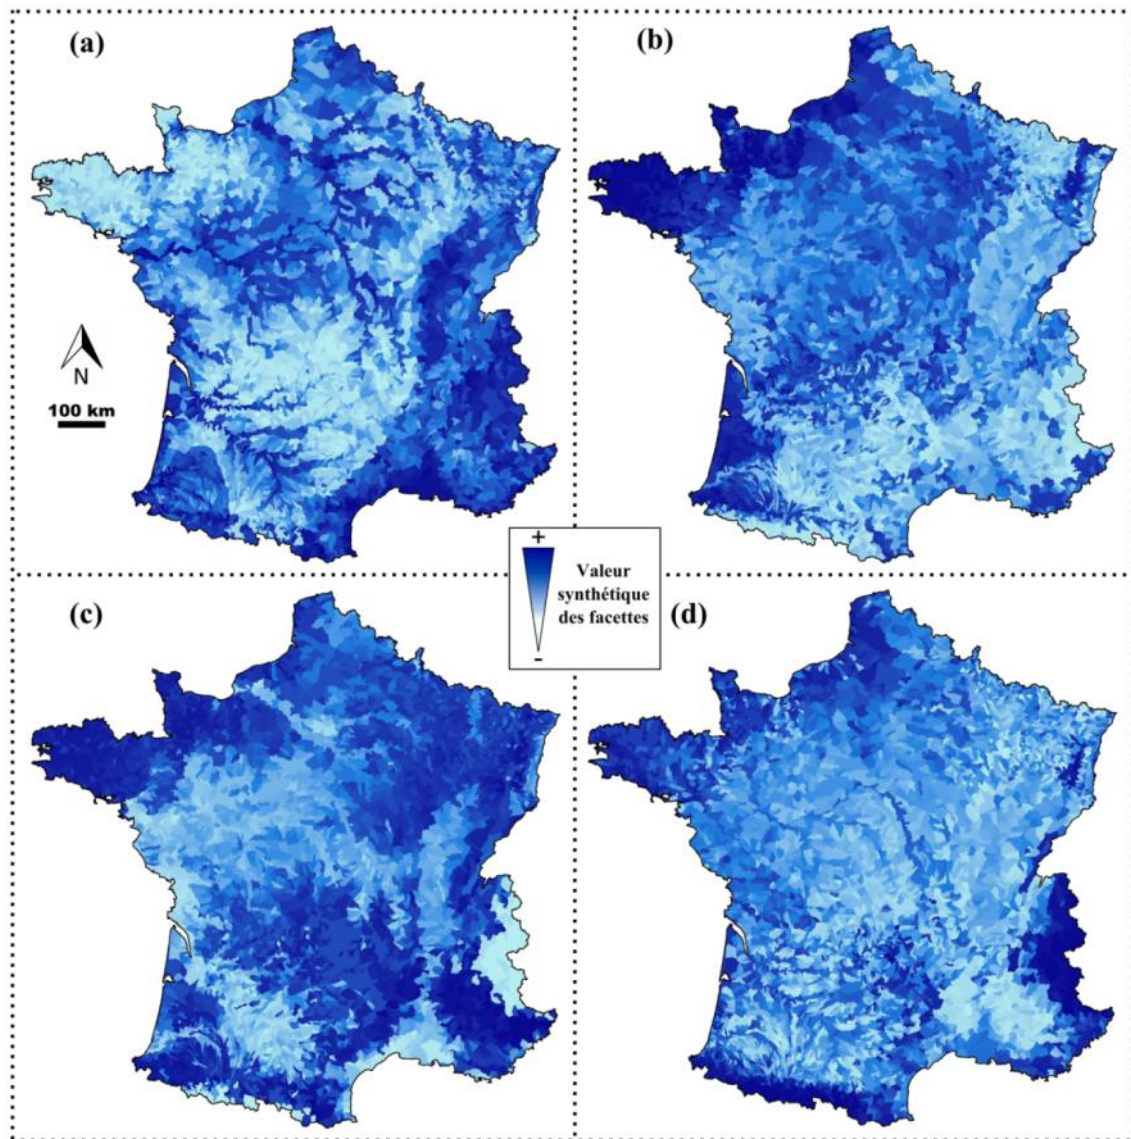 (a)
(b)
N
100 km
+
Valeur
synthétique
des facettes
-
(c)
(d)